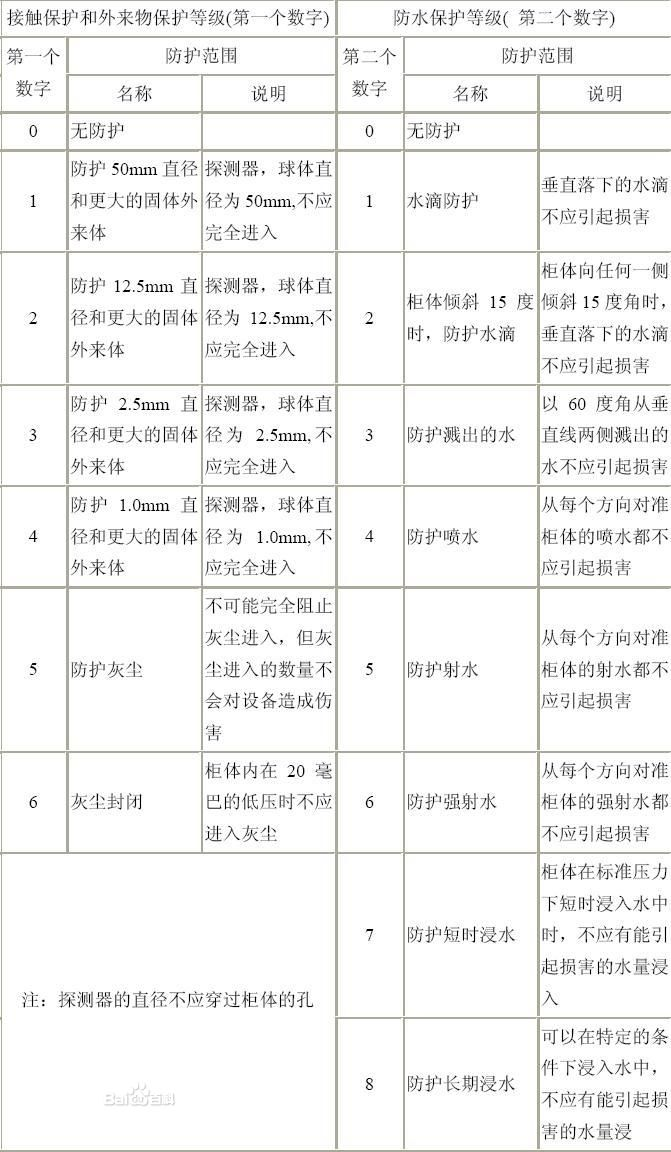 接触保护和外来物保护等级(第一个数字)
防水保护等级( 第二个数字)
第一个
数字
防护范围
第二个
数字
防护范围
名称
说明
名称
说明
0
无防护
0
无防护
1
防护 50mm 直径
和更大的固体外
来体
探测器，球体直
径为 50mm,不应
完全进入
1
水滴防护
垂直落下的水滴
不应引起损害
2
防护 12.5mm 直
径和更大的固体
外来体
探测器，球体直
径为 12.5mm,不
应完全进入
2
柜体倾斜 15 度
时，防护水滴
柜体向任何一侧
倾斜 15 度角时，
垂直落下的水滴
不应引起损害
3
防护 2.5mm 直
径和更大的固体
外来体
探测器，球体直
径为 2.5mm,不
应完全进入
3
防护溅出的水
以 60 度角从垂
直线两侧溅出的
水不应引起损害
4
防护 1.0mm 直
径和更大的固体
外来体
探测器，球体直
径为 1.0mm,不
应完全进入
4
防护喷水
从每个方向对准
柜体的喷水都不
应引起损害
5
防护灰尘
不可能完全阻止
灰尘进入，但灰
尘进入的数量不
会对设备造成伤
害
5
防护射水
从每个方向对准
柜体的射水都不
应引起损害
6
灰尘封闭
柜体内在 20 毫
巴的低压时不应
进入灰尘
6
防护强射水
从每个方向对准
柜体的强射水都
不应引起损害
注：探测器的直径不应穿过柜体的孔
7
防护短时浸水
柜体在标准压力
下短时浸入水中
时，不应有能引
起损害的水量浸
入
8
防护长期浸水
可以在特定的条
件下浸入水中，
不应有能引起损
害的水量浸
Bai百科